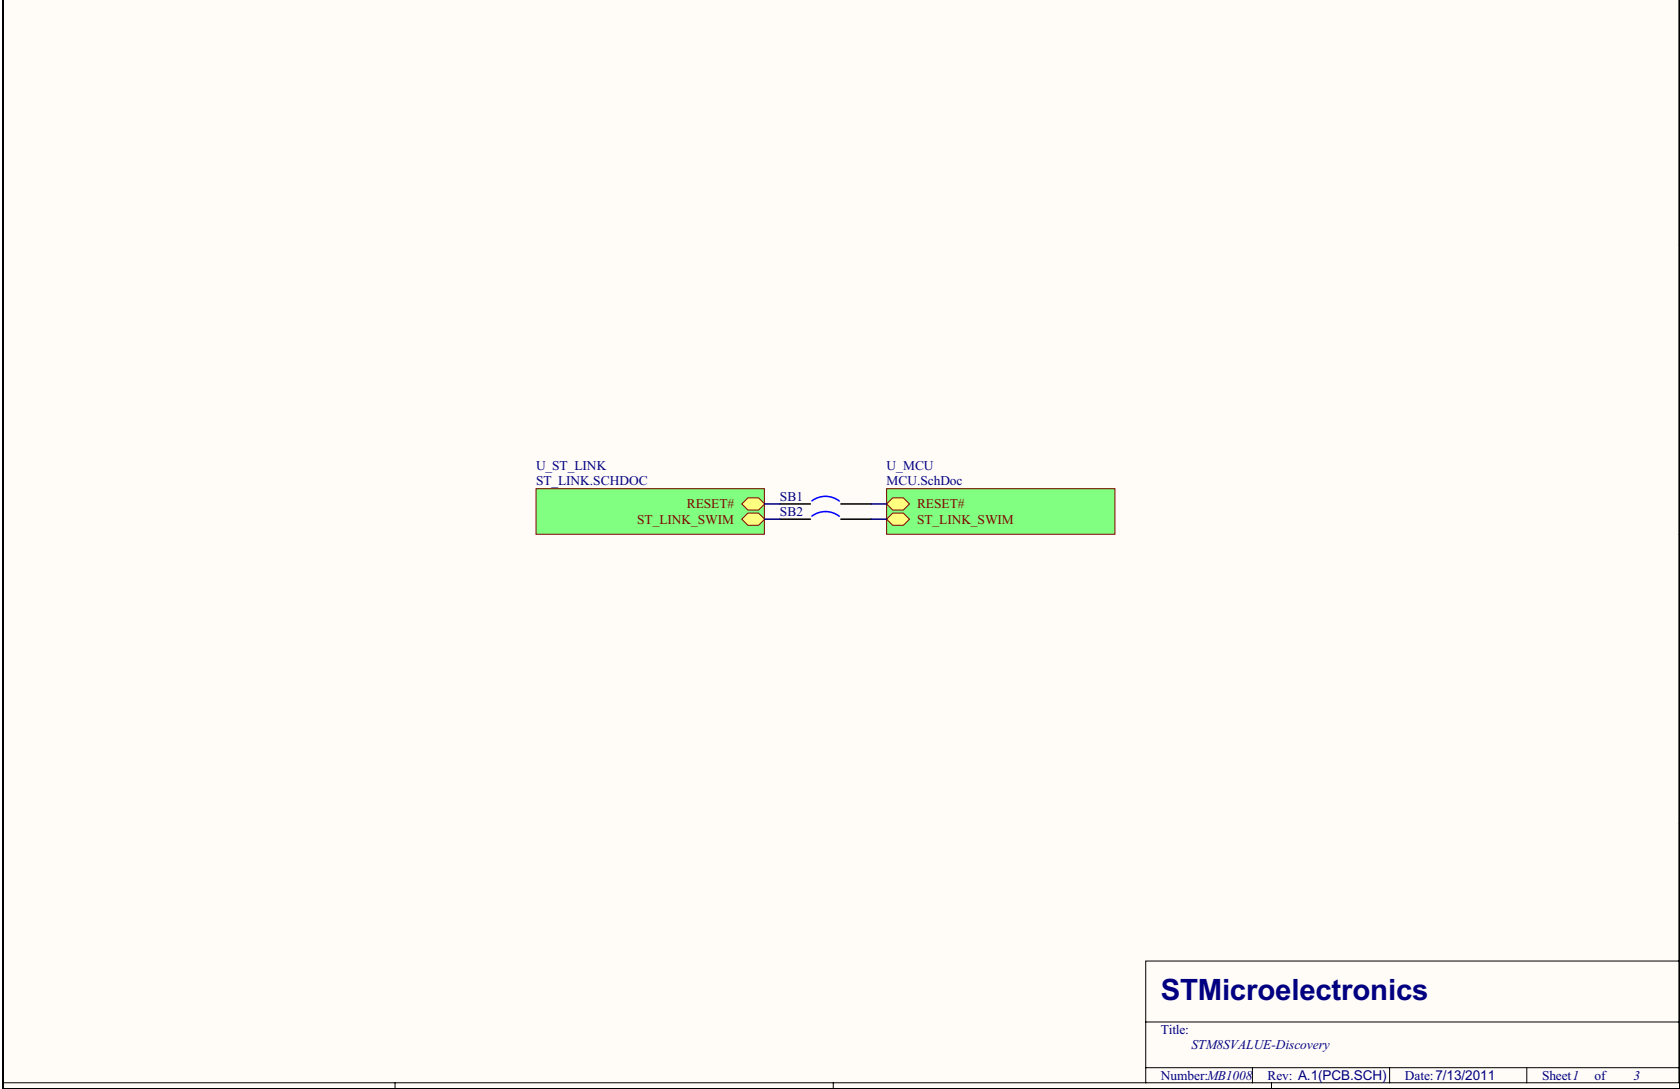 U_ST_LINK
ST_LINK.SCHDOC
RESET#
ST_LINK_SWIM
SB1
SB2
U_MCU
MCU.SchDoc
RESET#
ST_LINK_SWIM
STMicroelectronics
Title:
STM8SVALUE-Discovery
Number:MB1008 Rev: A.1(PCB.SCH) Date:7/13/2011 Sheet 1 of 3